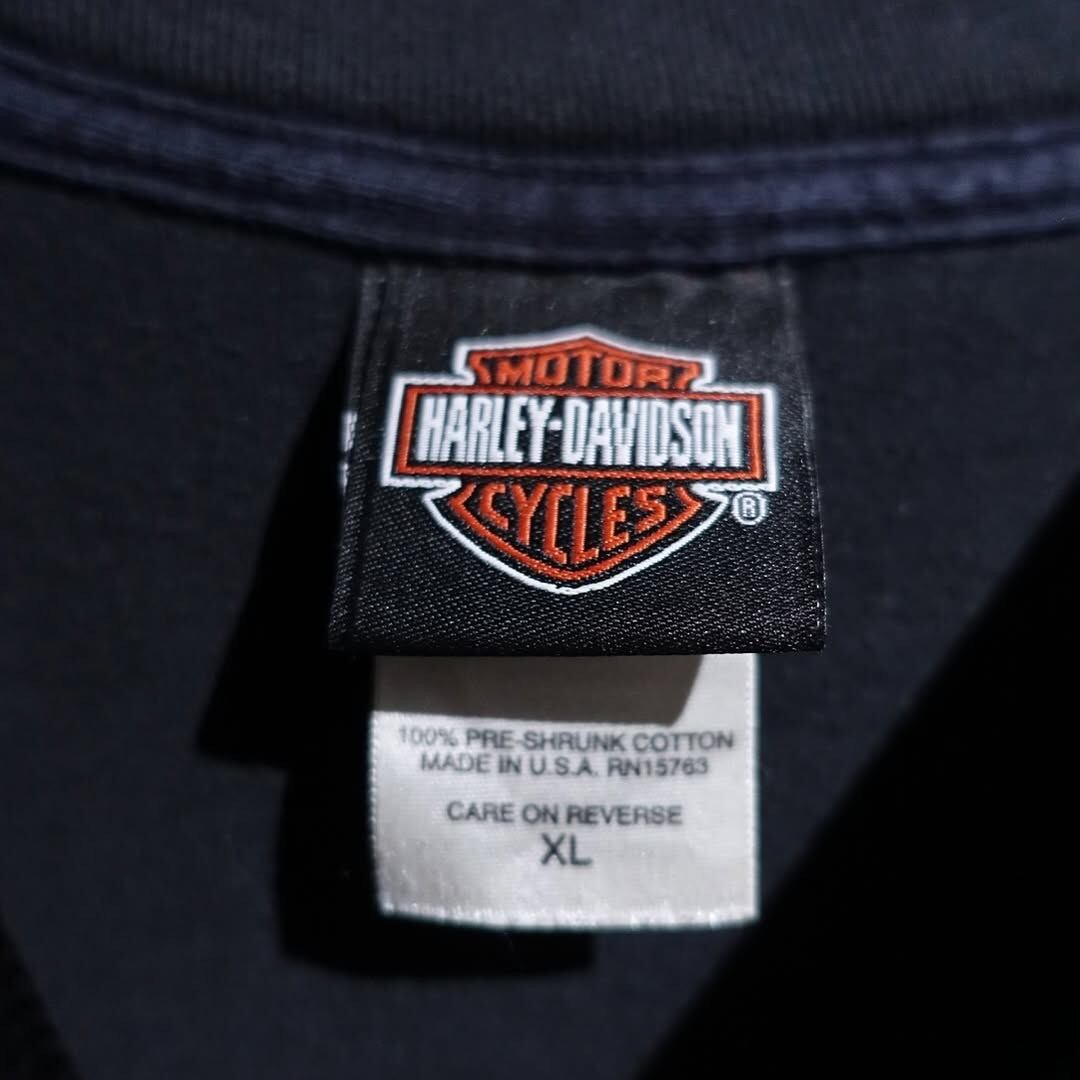 MOTOR
HARLEY-DAVIDSON
CYCLES
®
100% PRE-SHRUNK COTTON
MADE IN U.S.A. RN15763
CARE ON REVERSE
XL